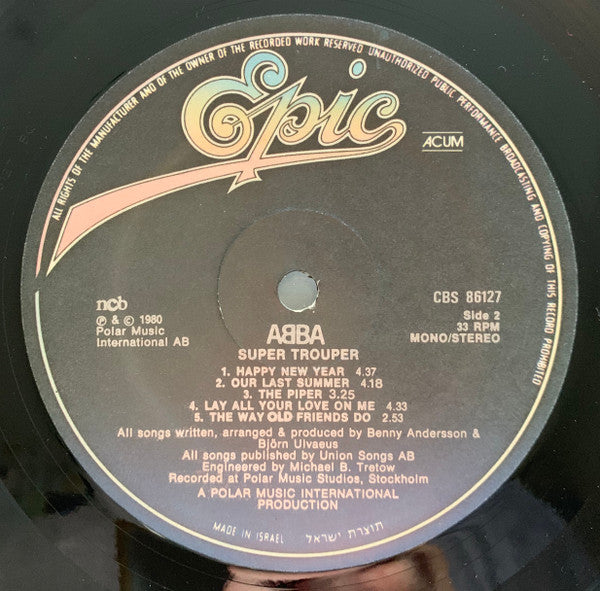 ALL RIGHTS OF THE MANUFACTURER AND OF THE OWNER OF THE RECORDED WORK RESERVED UNAUTHORIZED PUBLIC PERFORMANCE BROADCASTING AND COPYING OF THIS RECORD PROHIBITED
Epic
ACUM
ncb
℗ & © 1980
Polar Music
International AB
CBS 86127
Side 2
33 RPM
MONO/STEREO
ABBA
SUPER TROUPER
1. HAPPY NEW YEAR 4.37
2. OUR LAST SUMMER 4.18
3. THE PIPER 3.25
4. LAY ALL YOUR LOVE ON ME 4.33
5. THE WAY OLD FRIENDS DO 2.53
All songs written, arranged & produced by Benny Andersson &
Björn Ulvaeus
All songs published by Union Songs AB
Engineered by Michael B. Tretow
Recorded at Polar Music Studios, Stockholm
A POLAR MUSIC INTERNATIONAL
PRODUCTION
MADE IN ISRAEL תוצרת ישראל